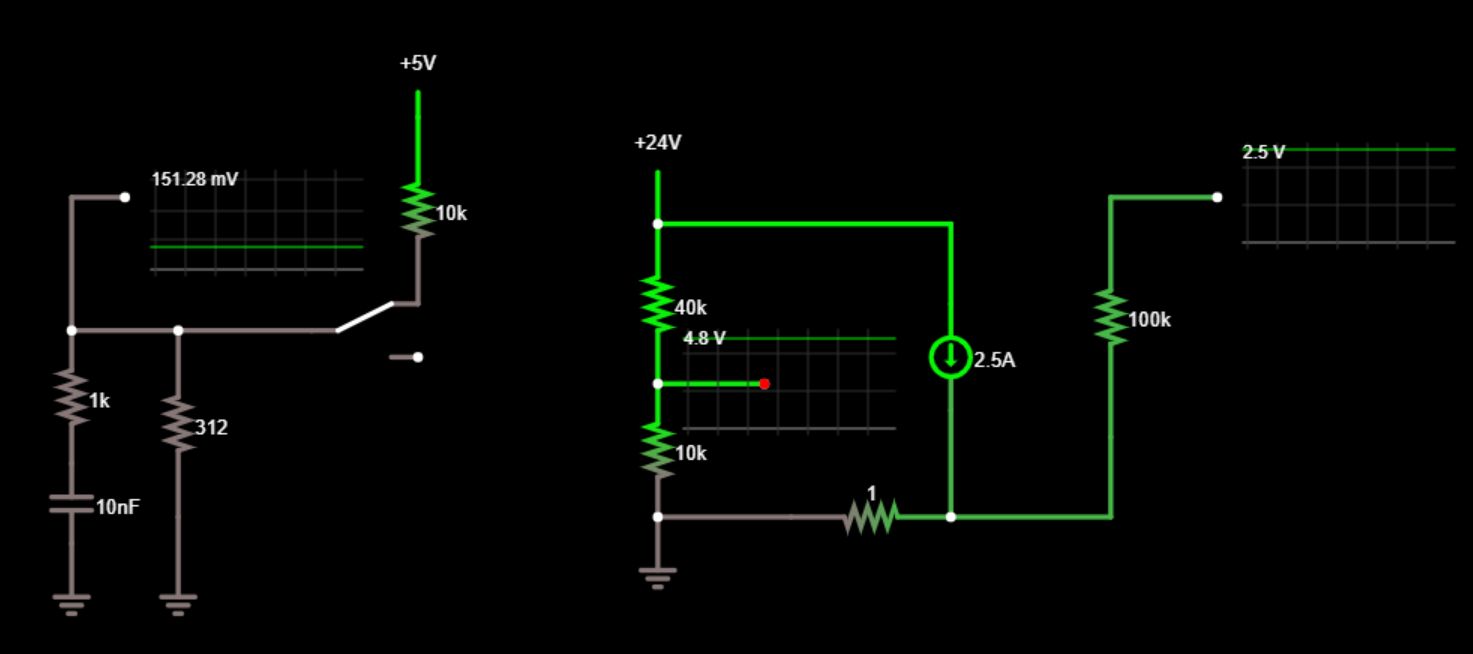 +5V
+24V
151.28 mV
2.5 V
10k
40k
100k
4.8 V
2.5A
1k
312
10k
1
10nF